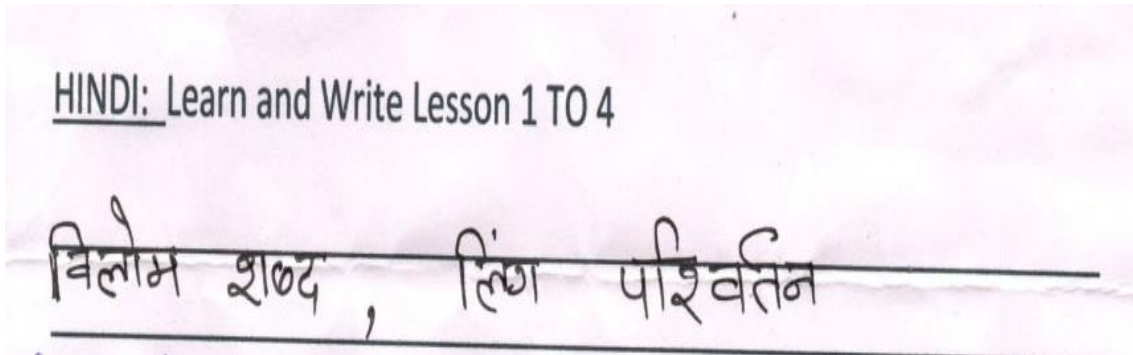 HINDI: Learn and Write Lesson 1 TO 4
विलोम शब्द, लिंग परिवर्तन